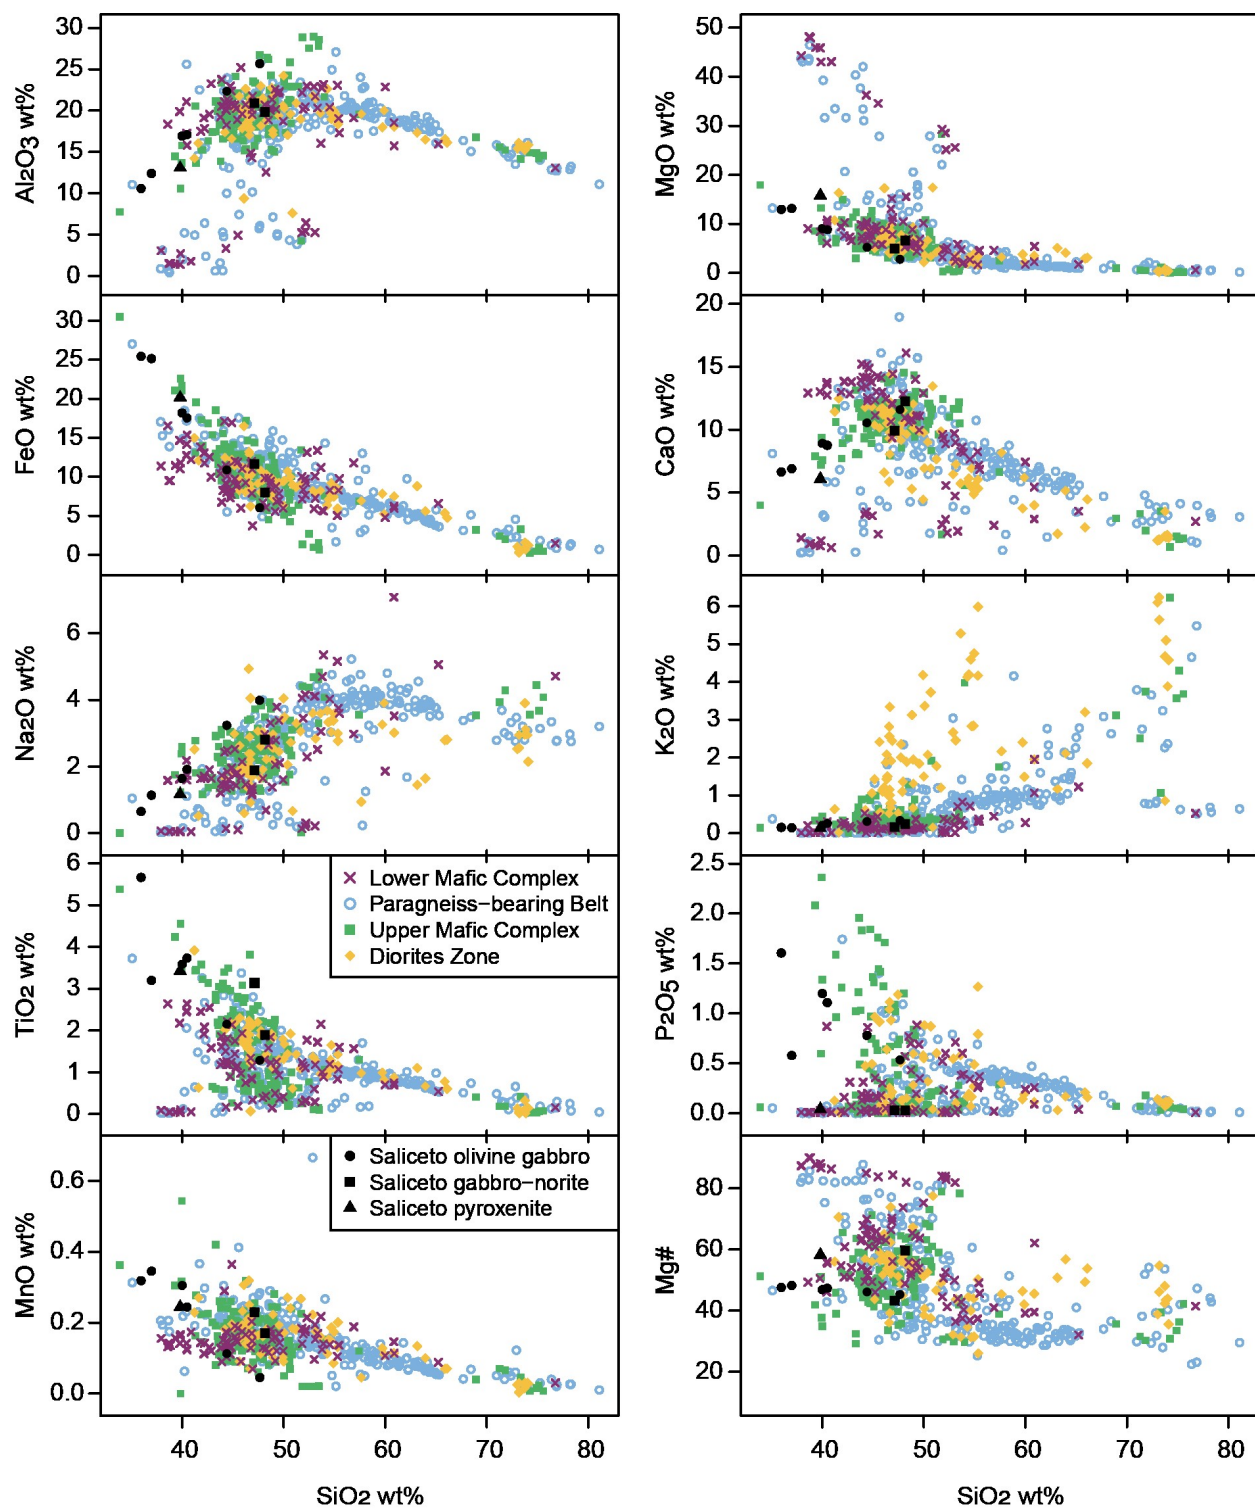 30
25
20
15
10
5
0
Al2O3 wt%
50
40
30
20
10
0
MgO wt%
30
25
20
15
10
5
0
FeO wt%
20
15
10
5
0
CaO wt%
6
4
2
0
Na2O wt%
6
5
4
3
2
1
0
K2O wt%
6
5
4
3
2
1
0
TiO2 wt%
Lower Mafic Complex
Paragneiss-bearing Belt
Upper Mafic Complex
Diorites Zone
2.5
2.0
1.5
1.0
0.5
0.0
P2O5 wt%
0.6
0.4
0.2
0.0
MnO wt%
Saliceto olivine gabbro
Saliceto gabbro-norite
Saliceto pyroxenite
80
60
40
20
Mg#
40 50 60 70 80
SiO2 wt%
40 50 60 70 80
SiO2 wt%